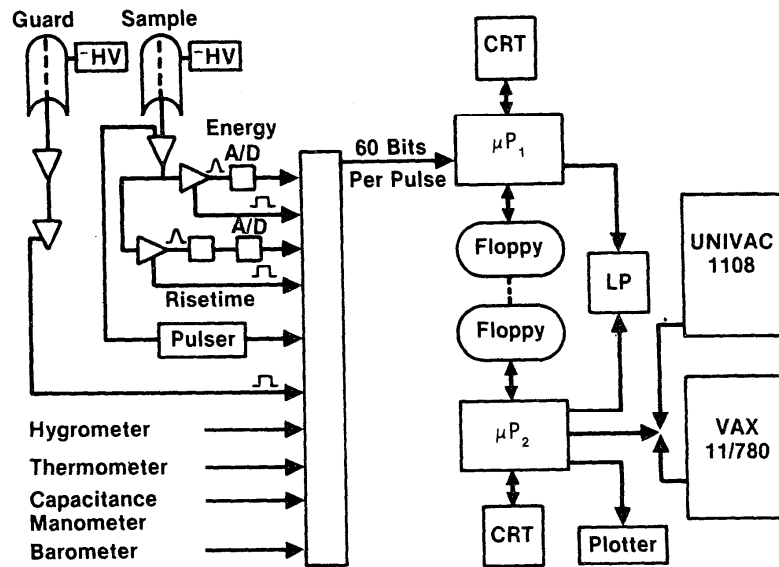 Guard
Sample
-HV
-HV
Energy
A/D
A/D
Risetime
Pulser
Hygrometer
Thermometer
Capacitance
Manometer
Barometer
60 Bits
Per Pulse
CRT
μP1
Floppy
Floppy
LP
μP2
CRT
Plotter
UNIVAC
1108
VAX
11/780